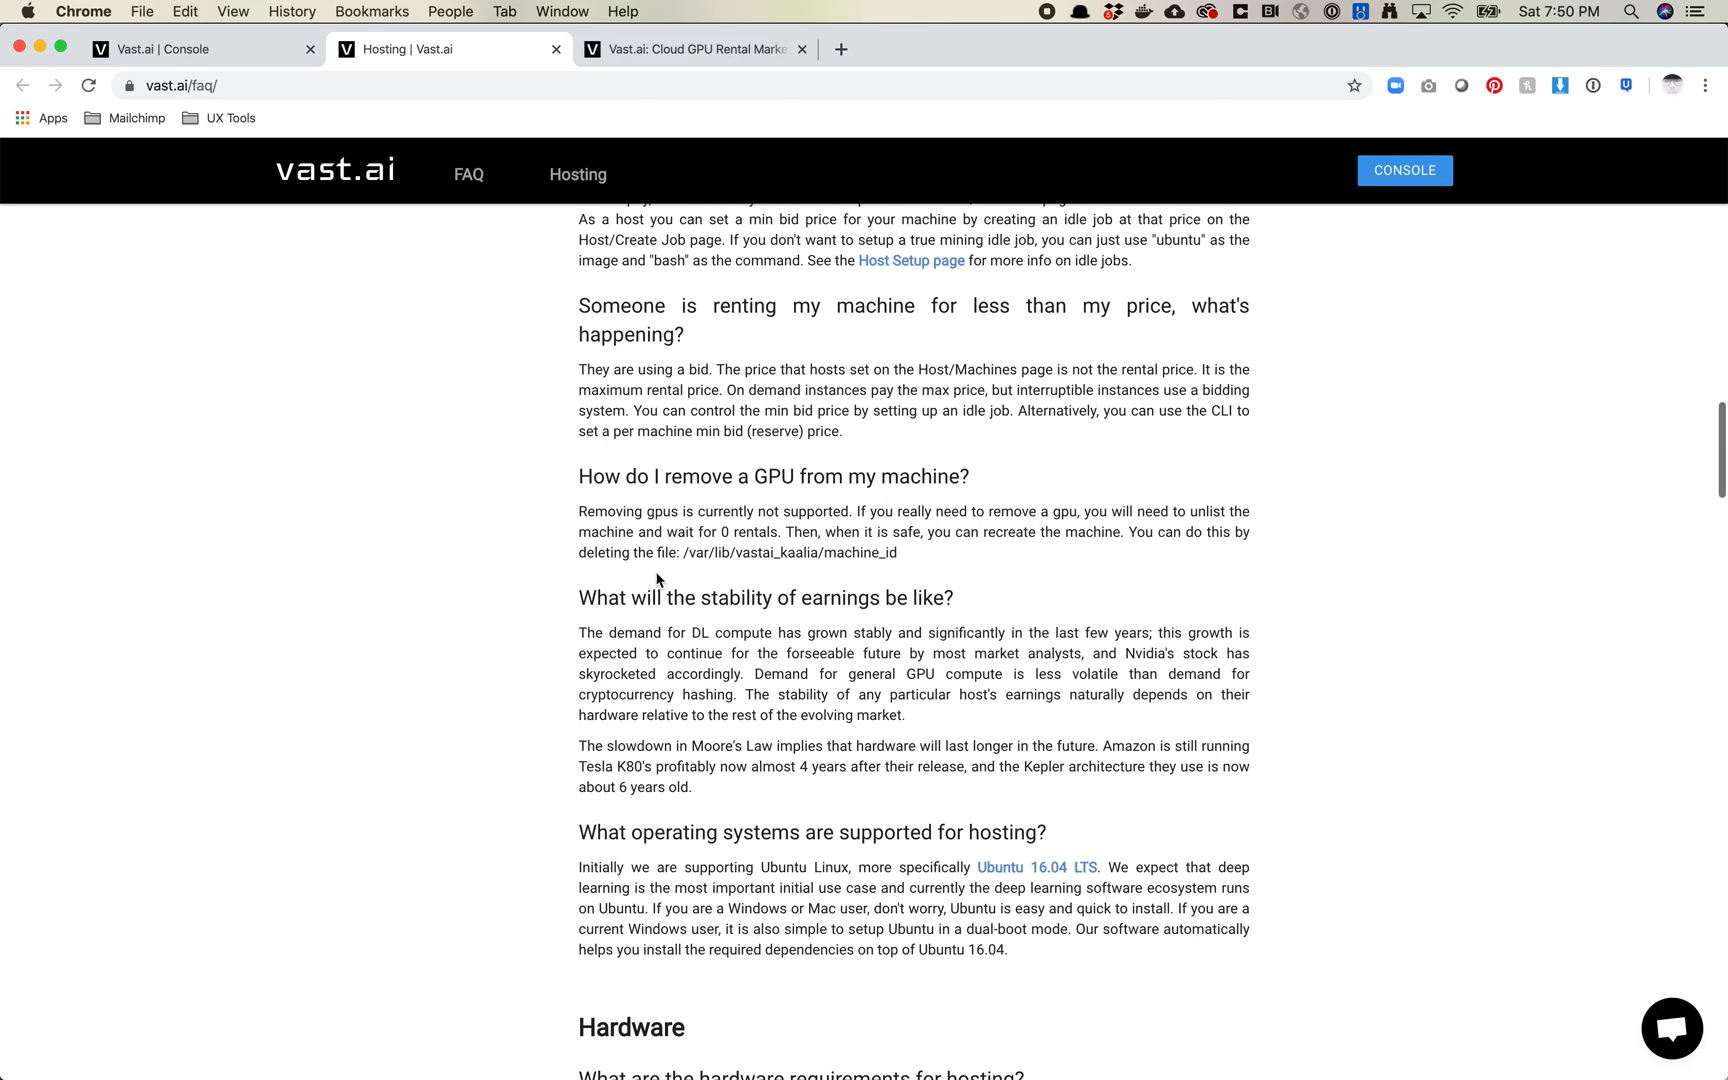 Chrome File Edit View History Bookmarks People Tab Window Help Sat 7:50 PM
Vast.ai | Console Hosting | Vast.ai Vast.ai: Cloud GPU Rental Marke
vast.ai/faq/
Apps Mailchimp UX Tools
vast.ai FAQ Hosting CONSOLE
As a host you can set a min bid price for your machine by creating an idle job at that price on the
Host/Create Job page. If you don't want to setup a true mining idle job, you can just use "ubuntu" as the
image and "bash" as the command. See the Host Setup page for more info on idle jobs.
Someone is renting my machine for less than my price, what's
happening?
They are using a bid. The price that hosts set on the Host/Machines page is not the rental price. It is the
maximum rental price. On demand instances pay the max price, but interruptible instances use a bidding
system. You can control the min bid price by setting up an idle job. Alternatively, you can use the CLI to
set a per machine min bid (reserve) price.
How do I remove a GPU from my machine?
Removing gpus is currently not supported. If you really need to remove a gpu, you will need to unlist the
machine and wait for 0 rentals. Then, when it is safe, you can recreate the machine. You can do this by
deleting the file: /var/lib/vastai_kaalia/machine_id
What will the stability of earnings be like?
The demand for DL compute has grown stably and significantly in the last few years; this growth is
expected to continue for the forseeable future by most market analysts, and Nvidia's stock has
skyrocketed accordingly. Demand for general GPU compute is less volatile than demand for
cryptocurrency hashing. The stability of any particular host's earnings naturally depends on their
hardware relative to the rest of the evolving market.
The slowdown in Moore's Law implies that hardware will last longer in the future. Amazon is still running
Tesla K80's profitably now almost 4 years after their release, and the Kepler architecture they use is now
about 6 years old.
What operating systems are supported for hosting?
Initially we are supporting Ubuntu Linux, more specifically Ubuntu 16.04 LTS. We expect that deep
learning is the most important initial use case and currently the deep learning software ecosystem runs
on Ubuntu. If you are a Windows or Mac user, don't worry, Ubuntu is easy and quick to install. If you are a
current Windows user, it is also simple to setup Ubuntu in a dual-boot mode. Our software automatically
helps you install the required dependencies on top of Ubuntu 16.04.
Hardware
What are the hardware requirements for hosting?